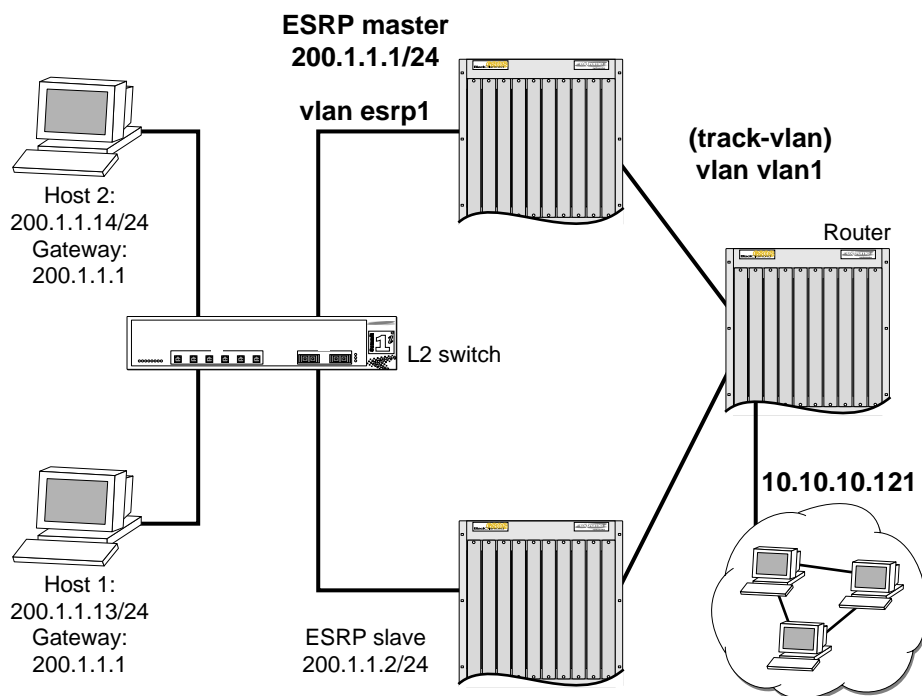 ESRP master
200.1.1.1/24
vlan esrp1
(track-vlan)
vlan vlan1
Host 2:
200.1.1.14/24
Gateway:
200.1.1.1
Router
L2 switch
10.10.10.121
Host 1:
200.1.1.13/24
Gateway:
200.1.1.1
ESRP slave
200.1.1.2/24